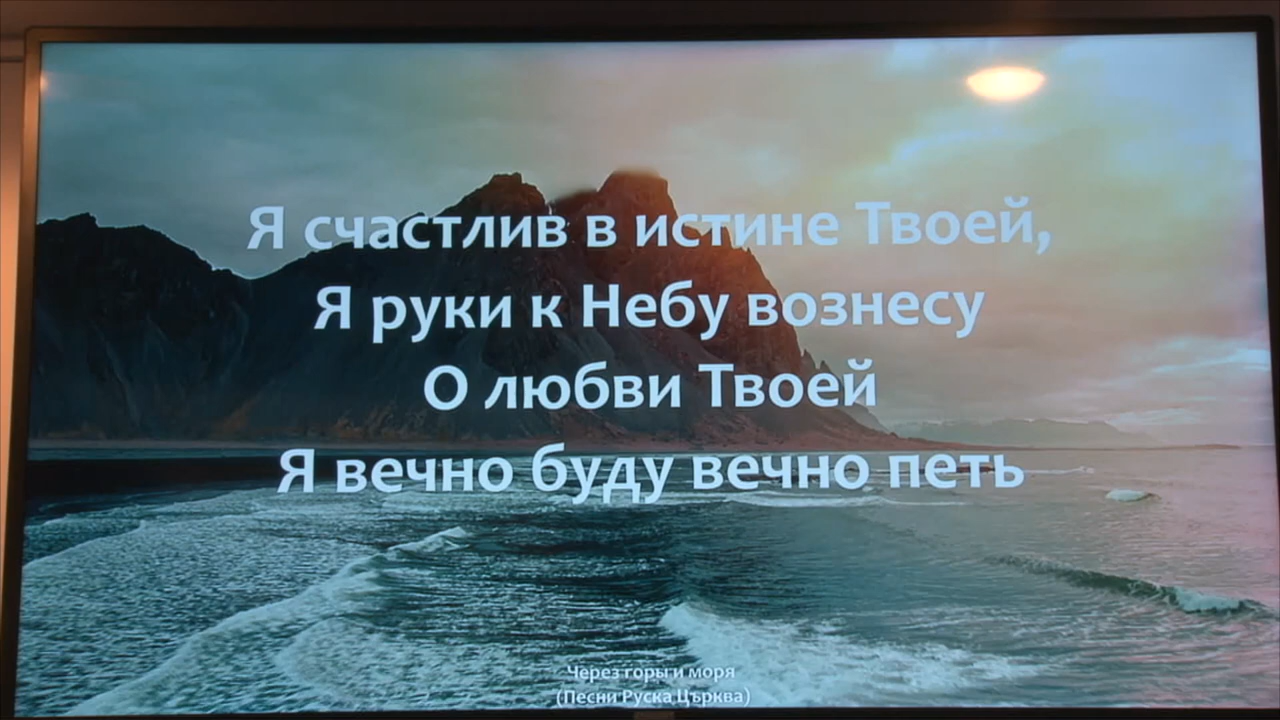 Я счастлив в истине Твоей,
Я руки к Небу вознесу
О любви Твоей
Я вечно буду вечно петь
Через горы и моря
(Песни Руска Църква)